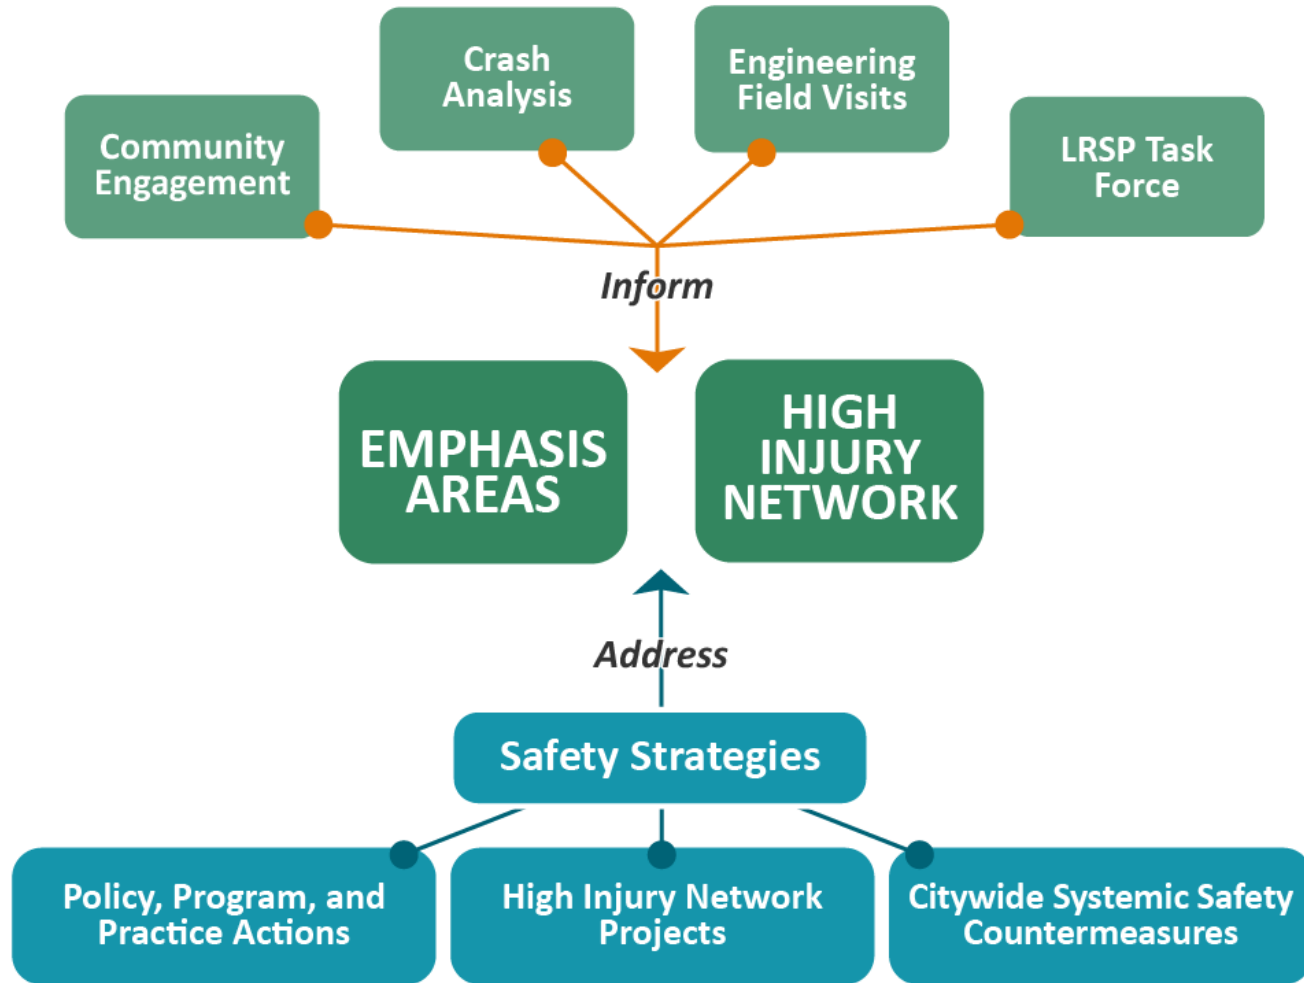 Crash
Analysis
Engineering
Field Visits
Community
Engagement
LRSP Task
Force
Inform
EMPHASIS
AREAS
HIGH
INJURY
NETWORK
Address
Safety Strategies
Policy, Program, and
Practice Actions
High Injury Network
Projects
Citywide Systemic Safety
Countermeasures